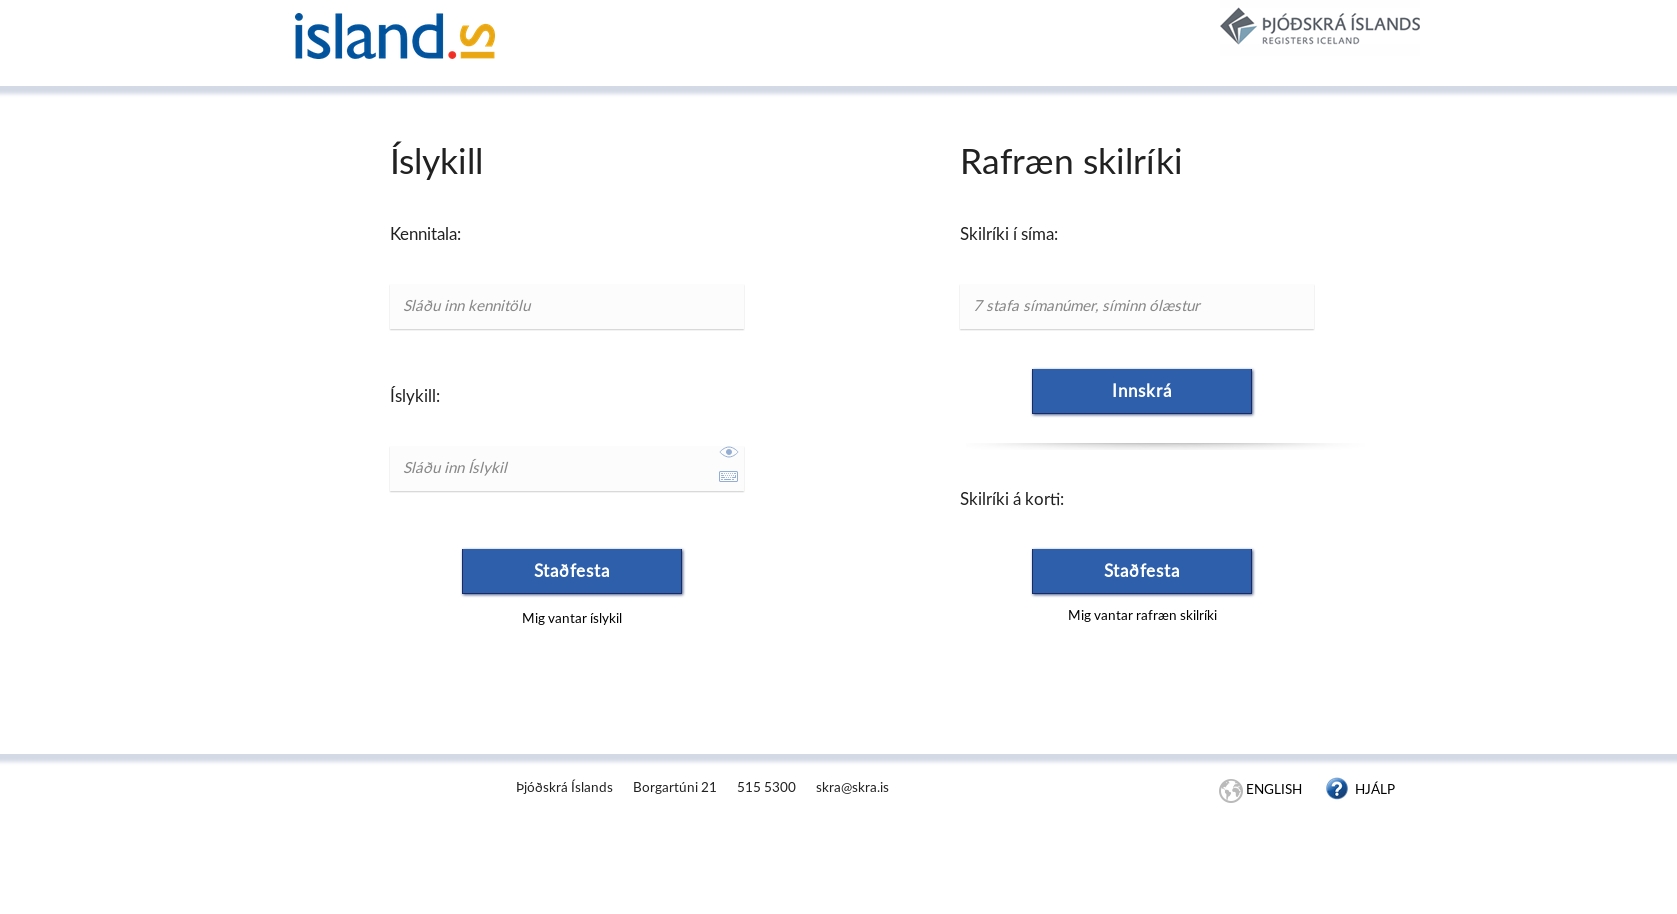 island.is
ÞJÓÐSKRÁ ÍSLANDS
REGISTERS ICELAND
Íslykill
Kennitala:
Sláðu inn kennitölu
Íslykill:
Sláðu inn Íslykil
Staðfesta
Mig vantar íslykil
Rafræn skilríki
Skilríki í síma:
7 stafa símanúmer, síminn ólæstur
Innskrá
Skilríki á korti:
Staðfesta
Mig vantar rafræn skilríki
Þjóðskrá Íslands Borgartúni 21 515 5300 skra@skra.is
ENGLISH ? HJÁLP